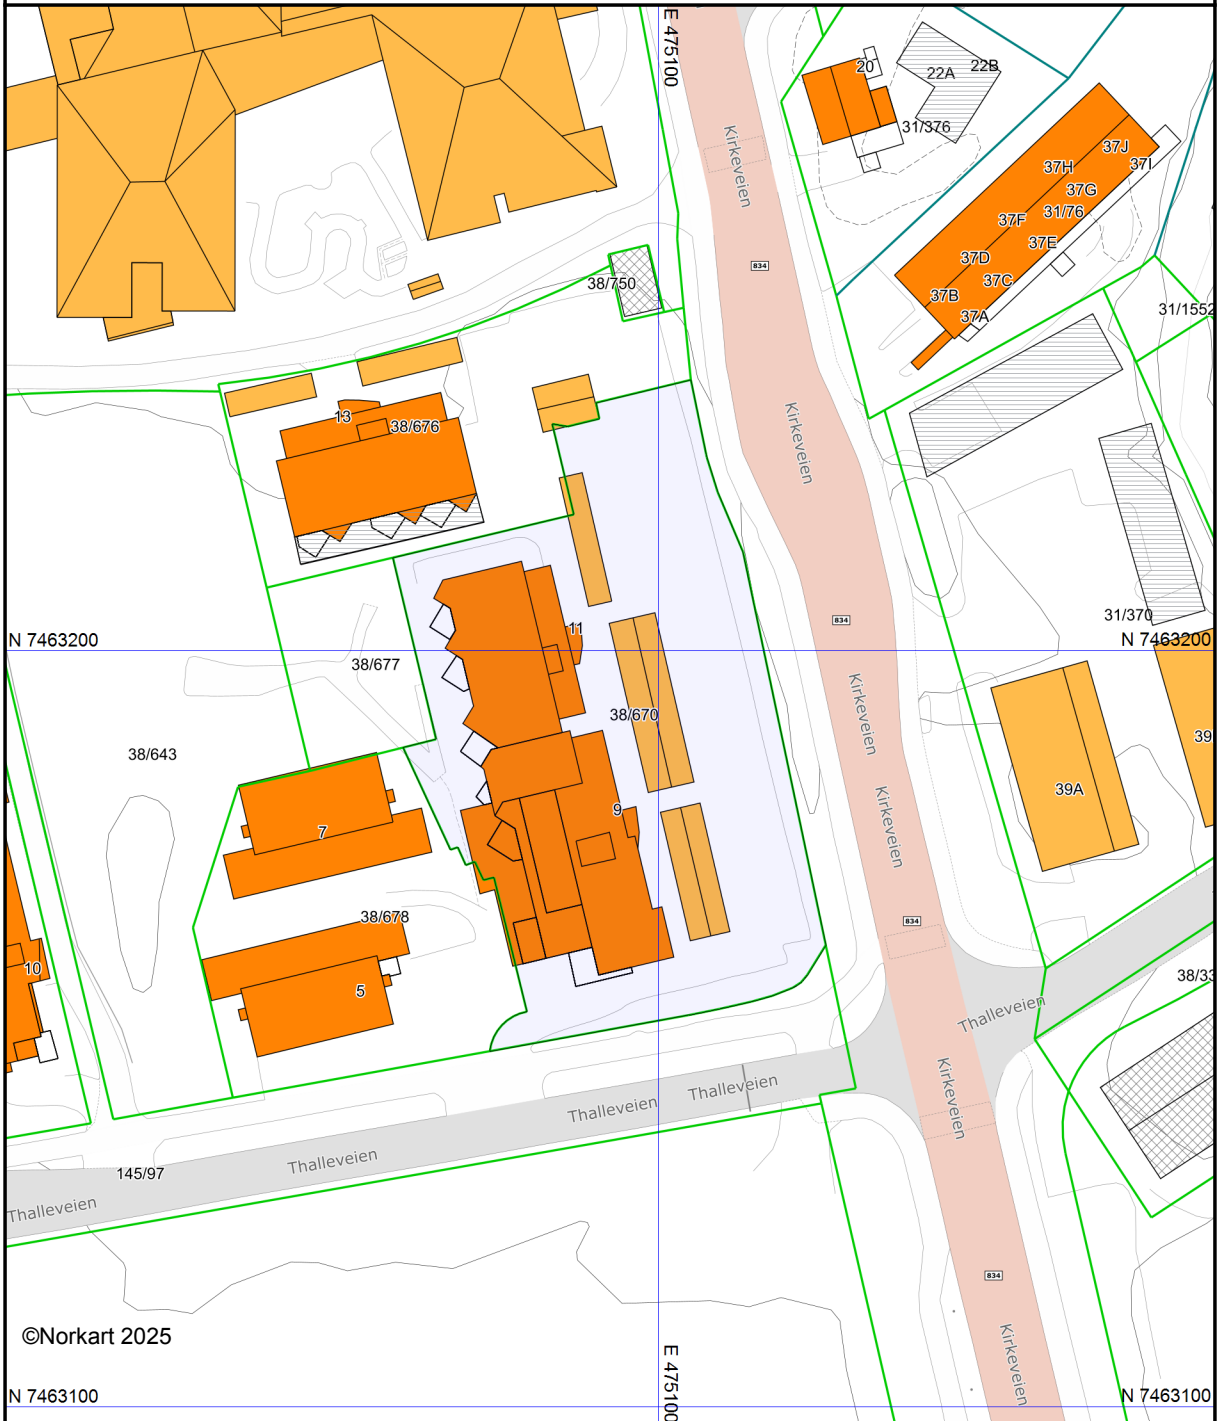 E 475100
20
22A
22B
31/376
Kirkeveien
37J
37H
37I
37G
31/76
37F
37E
37D
37C
37B
37A
834
38/750
31/1552
13
38/676
Kirkeveien
11
834
31/370
N 7463200
N 7463200
38/677
38/670
Kirkeveien
38/643
39
39A
9
7
Kirkeveien
38/678
834
10
5
38/33
Thalleveien
Thalleveien
Thalleveien
Kirkeveien
Thalleveien
145/97
Thalleveien
834
©Norkart 2025
E 475100
Kirkeveien
N 7463100
N 7463100